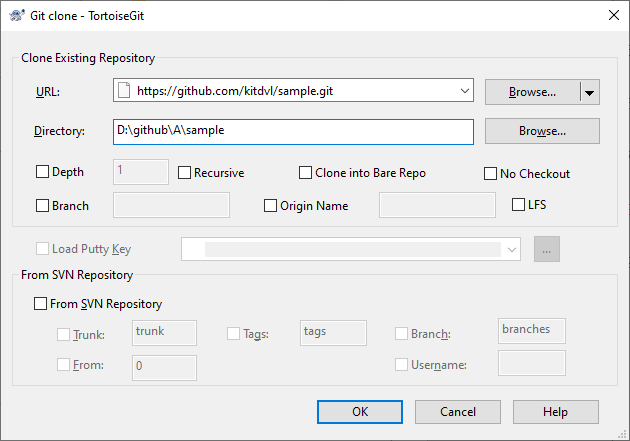 Git clone - TortoiseGit
Clone Existing Repository
URL: https://github.com/kitdvl/sample.git Browse...
Directory: D:\github\A\sample Browse...
Depth 1 Recursive Clone into Bare Repo No Checkout
Branch Origin Name LFS
Load Putty Key ...
From SVN Repository
From SVN Repository
Trunk: trunk Tags: tags Branch: branches
From: 0 Username:
OK Cancel Help